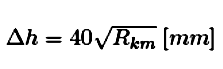 Δh = 40√R_km [mm]